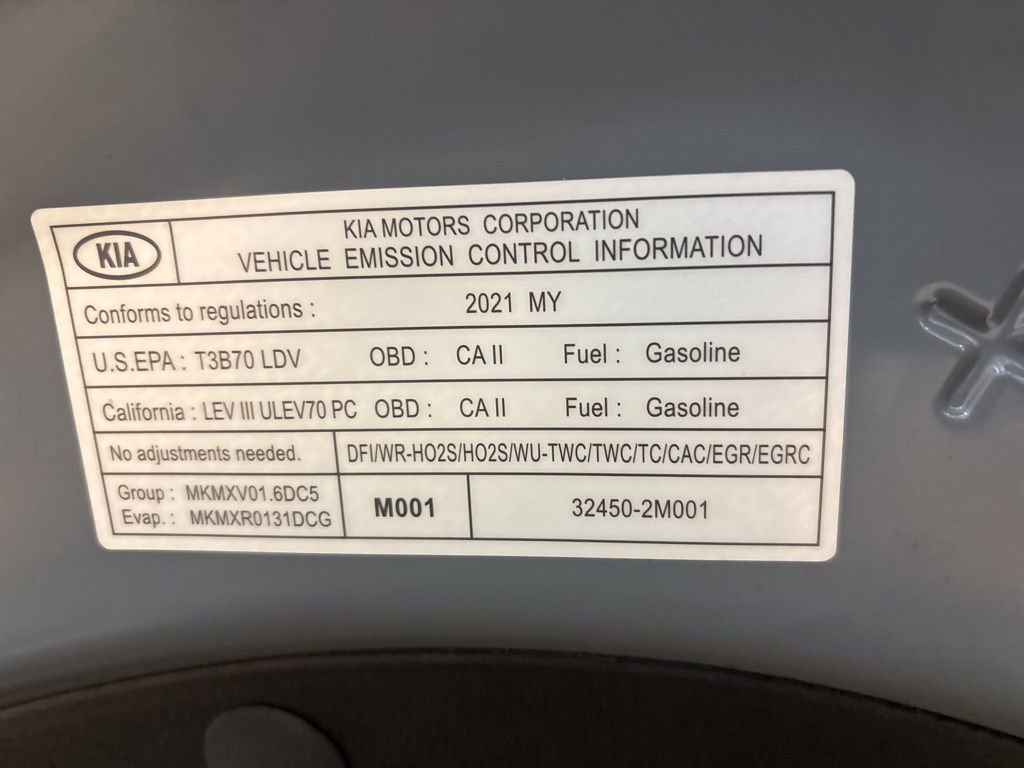 KIA
KIA MOTORS CORPORATION
VEHICLE EMISSION CONTROL INFORMATION
Conforms to regulations : 2021 MY
U.S.EPA : T3B70 LDV OBD : CA II Fuel : Gasoline
California : LEV III ULEV70 PC OBD : CA II Fuel : Gasoline
No adjustments needed. DFI/WR-HO2S/HO2S/WU-TWC/TWC/TC/CAC/EGR/EGRC
Group : MKMXV01.6DC5
Evap. : MKMXR0131DCG
M001
32450-2M001